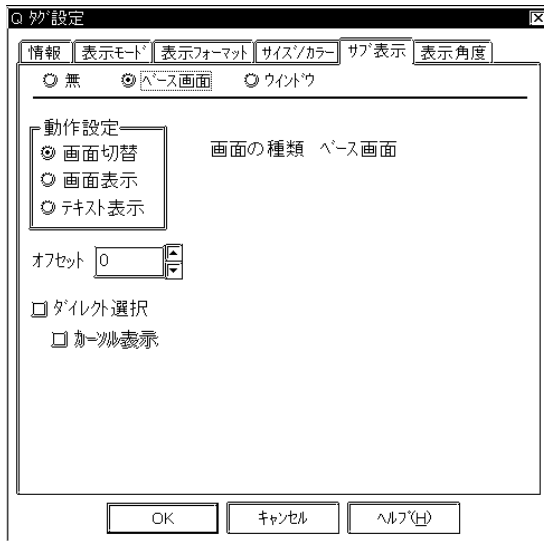 Q ﾀｸﾞ設定
情報 表示ﾓｰﾄﾞ 表示ﾌｫｰﾏｯﾄ ｻｲｽﾞ/ｶﾗｰ ｻﾌﾞ表示 表示角度
無 ﾍﾞｰｽ画面 ｳｨﾝﾄﾞｳ
動作設定
画面切替
画面の種類 ﾍﾞｰｽ画面
画面表示
ﾃｷｽﾄ表示
ｵﾌｾｯﾄ 0
ﾀﾞｲﾚｸﾄ選択
ｶｰｿﾙ表示
OK ｷｬﾝｾﾙ ﾍﾙﾌﾟ(H)